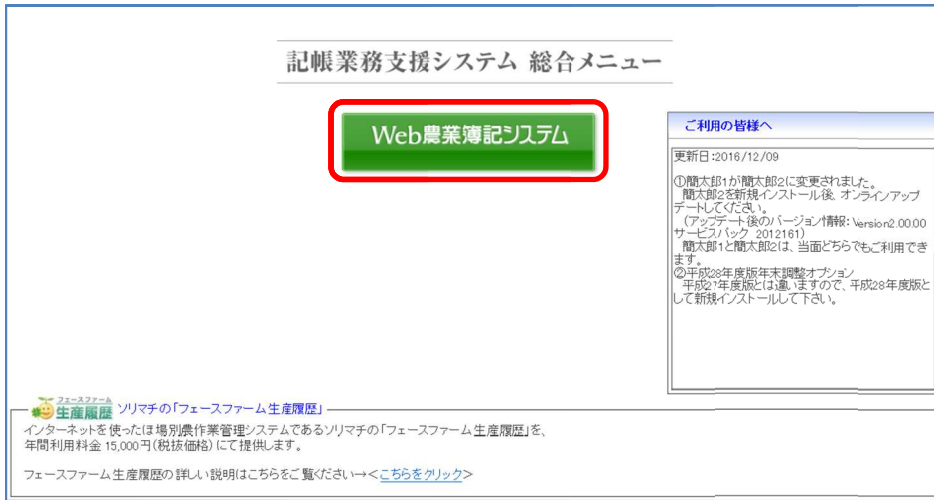 記帳業務支援システム 総合メニュー
Web農業簿記システム
ご利用の皆様へ
更新日:2016/12/09
①簡太郎1が簡太郎2に変更されました。
簡太郎2を新規インストール後、オンラインアップ
デートしてください。
(アップデート後のバージョン情報：Version2.00.00
サービスパック 2012161)
簡太郎1と簡太郎2は、当面どちらでもご利用でき
ます。
②平成28年度版年末調整オプション
平成27年度版とは違いますので、平成28年度版と
して新規インストールして下さい。
フェースファーム
生産履歴 ソリマチの「フェースファーム生産履歴」
インターネットを使ったほ場別農作業管理システムであるソリマチの「フェースファーム生産履歴」を、
年間利用料金 15,000円(税抜価格)にて提供します。
フェースファーム生産履歴の詳しい説明はこちらをご覧ください→<こちらをクリック>